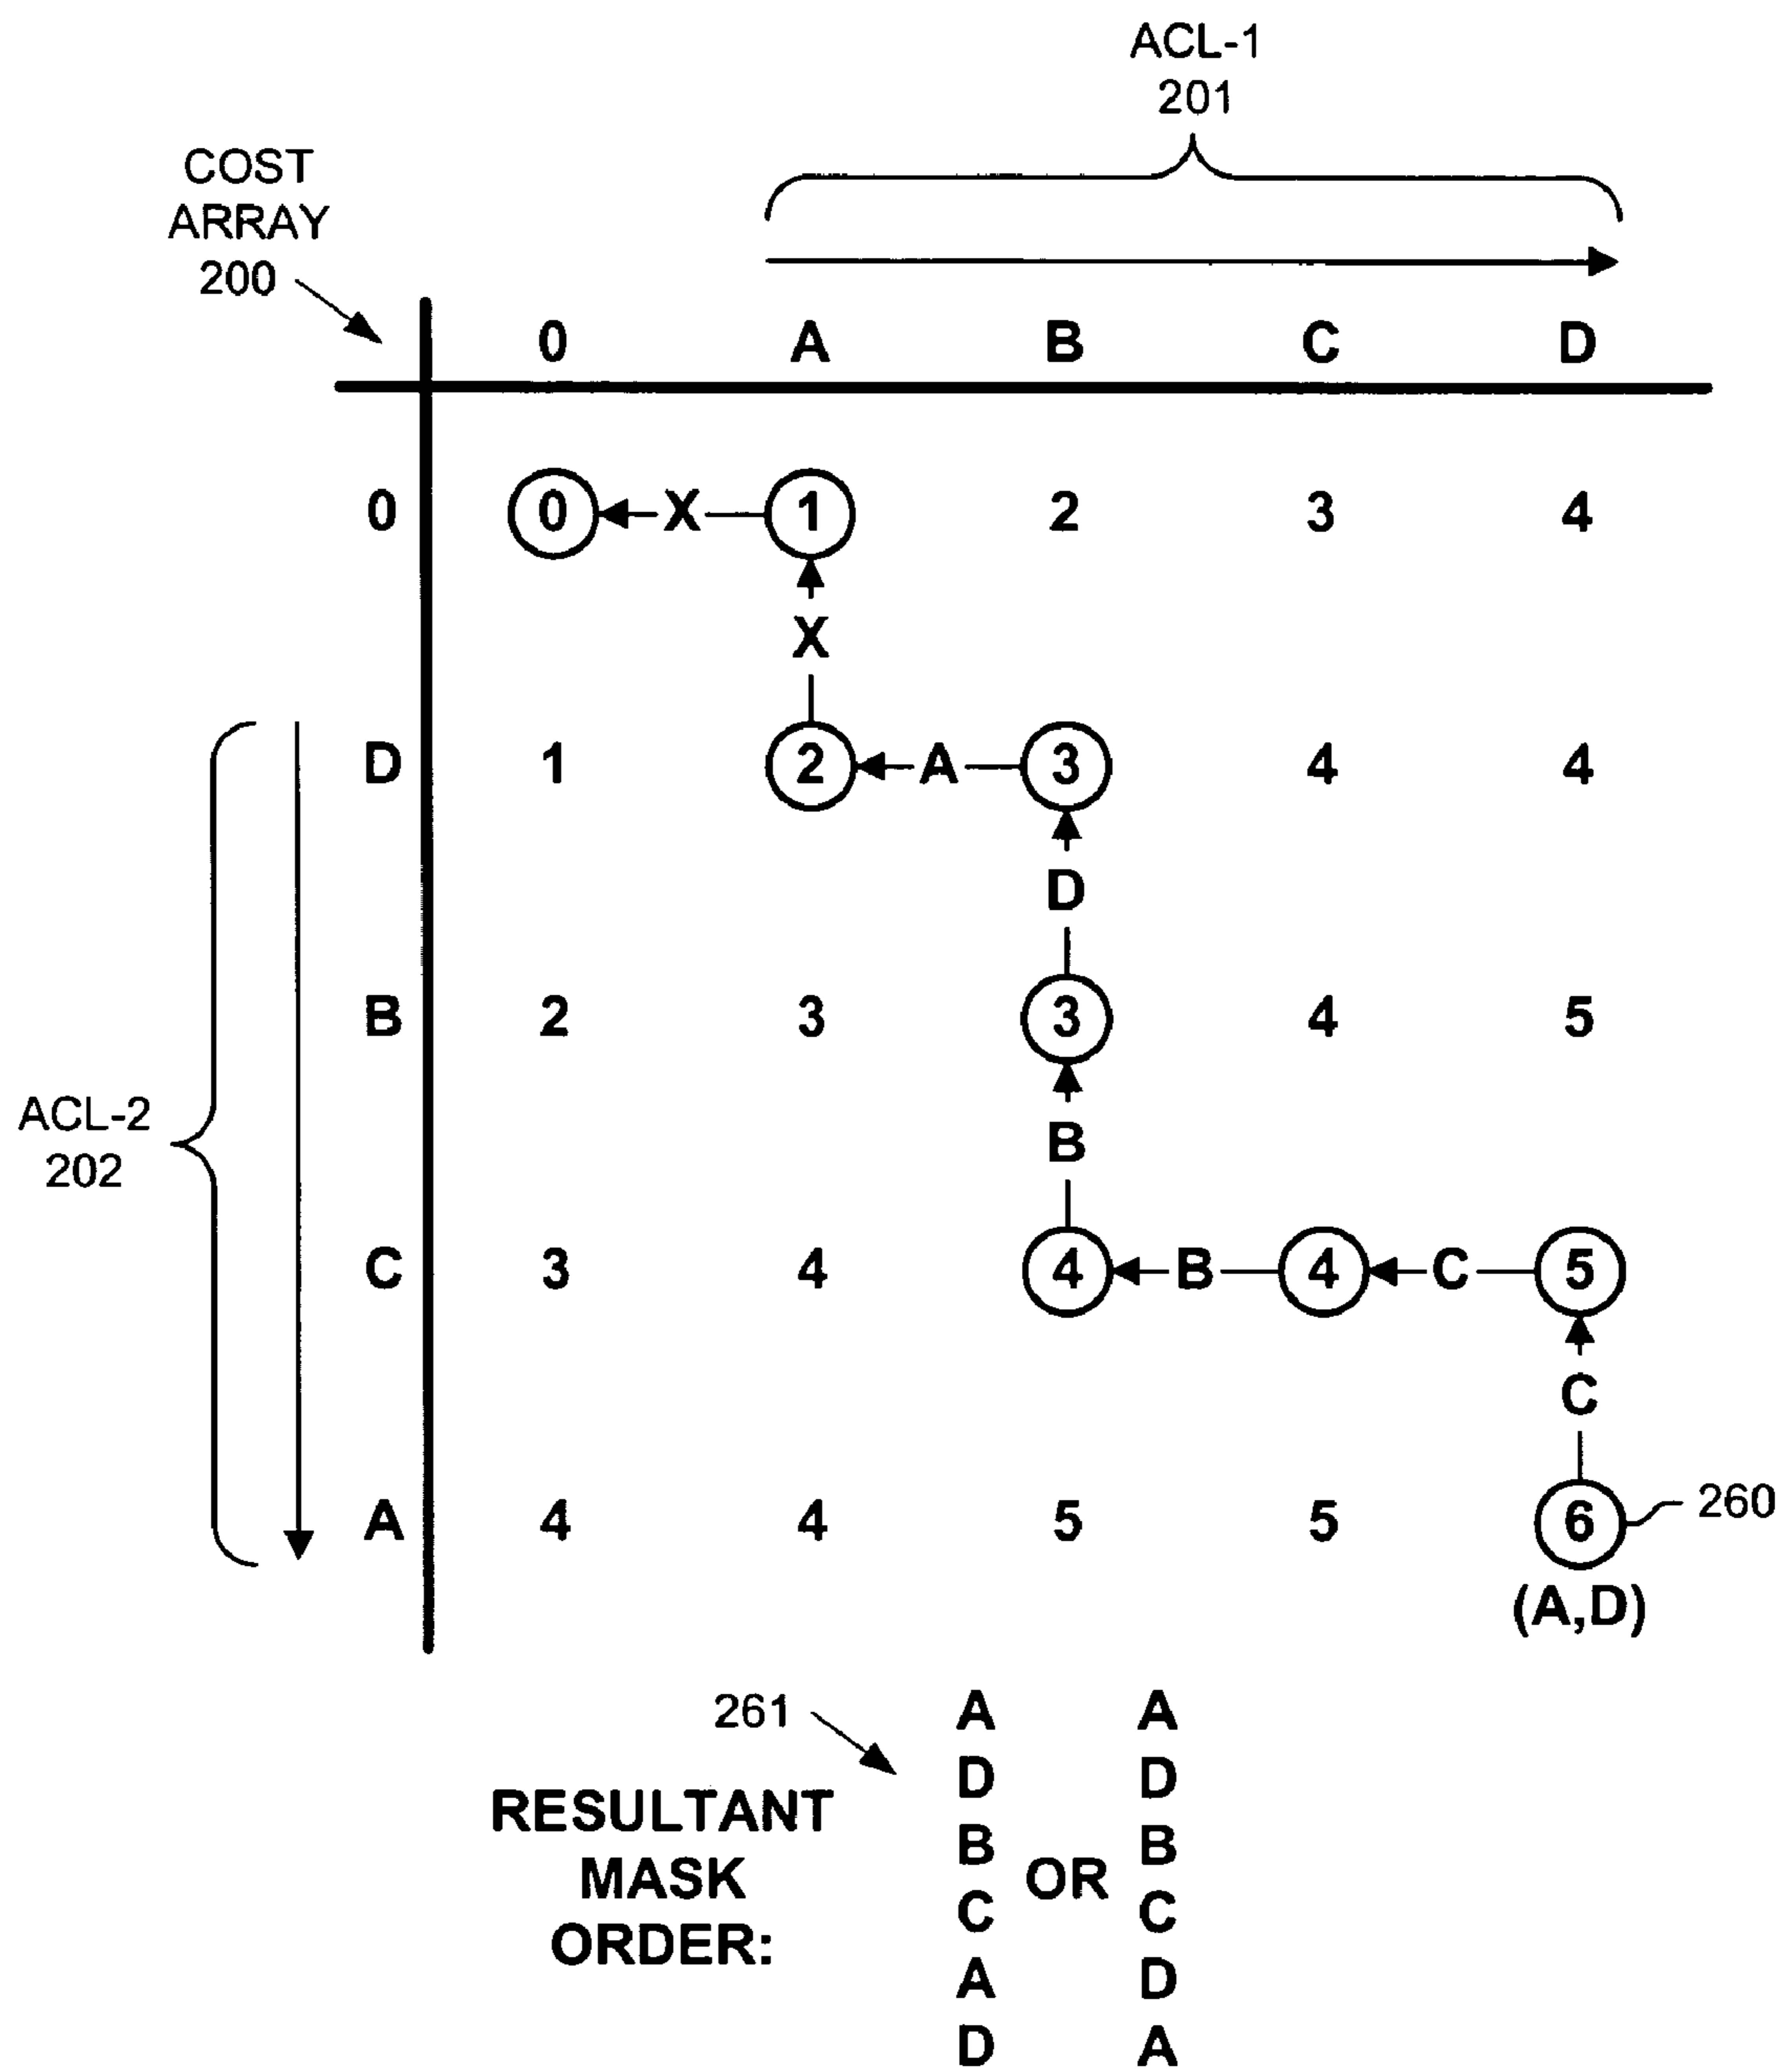 ACL-1
201
COST
ARRAY
200
0 A B C D
0 0 X 1 2 3 4
X
D 1 2 A 3 4 4
D
B 2 3 3 4 5
B
ACL-2
202
C 3 4 4 B 4 C 5
C
A 4 4 5 5 6 260
(A,D)
261
RESULTANT
MASK
ORDER:
A A
D D
B B
OR
C C
A D
D A